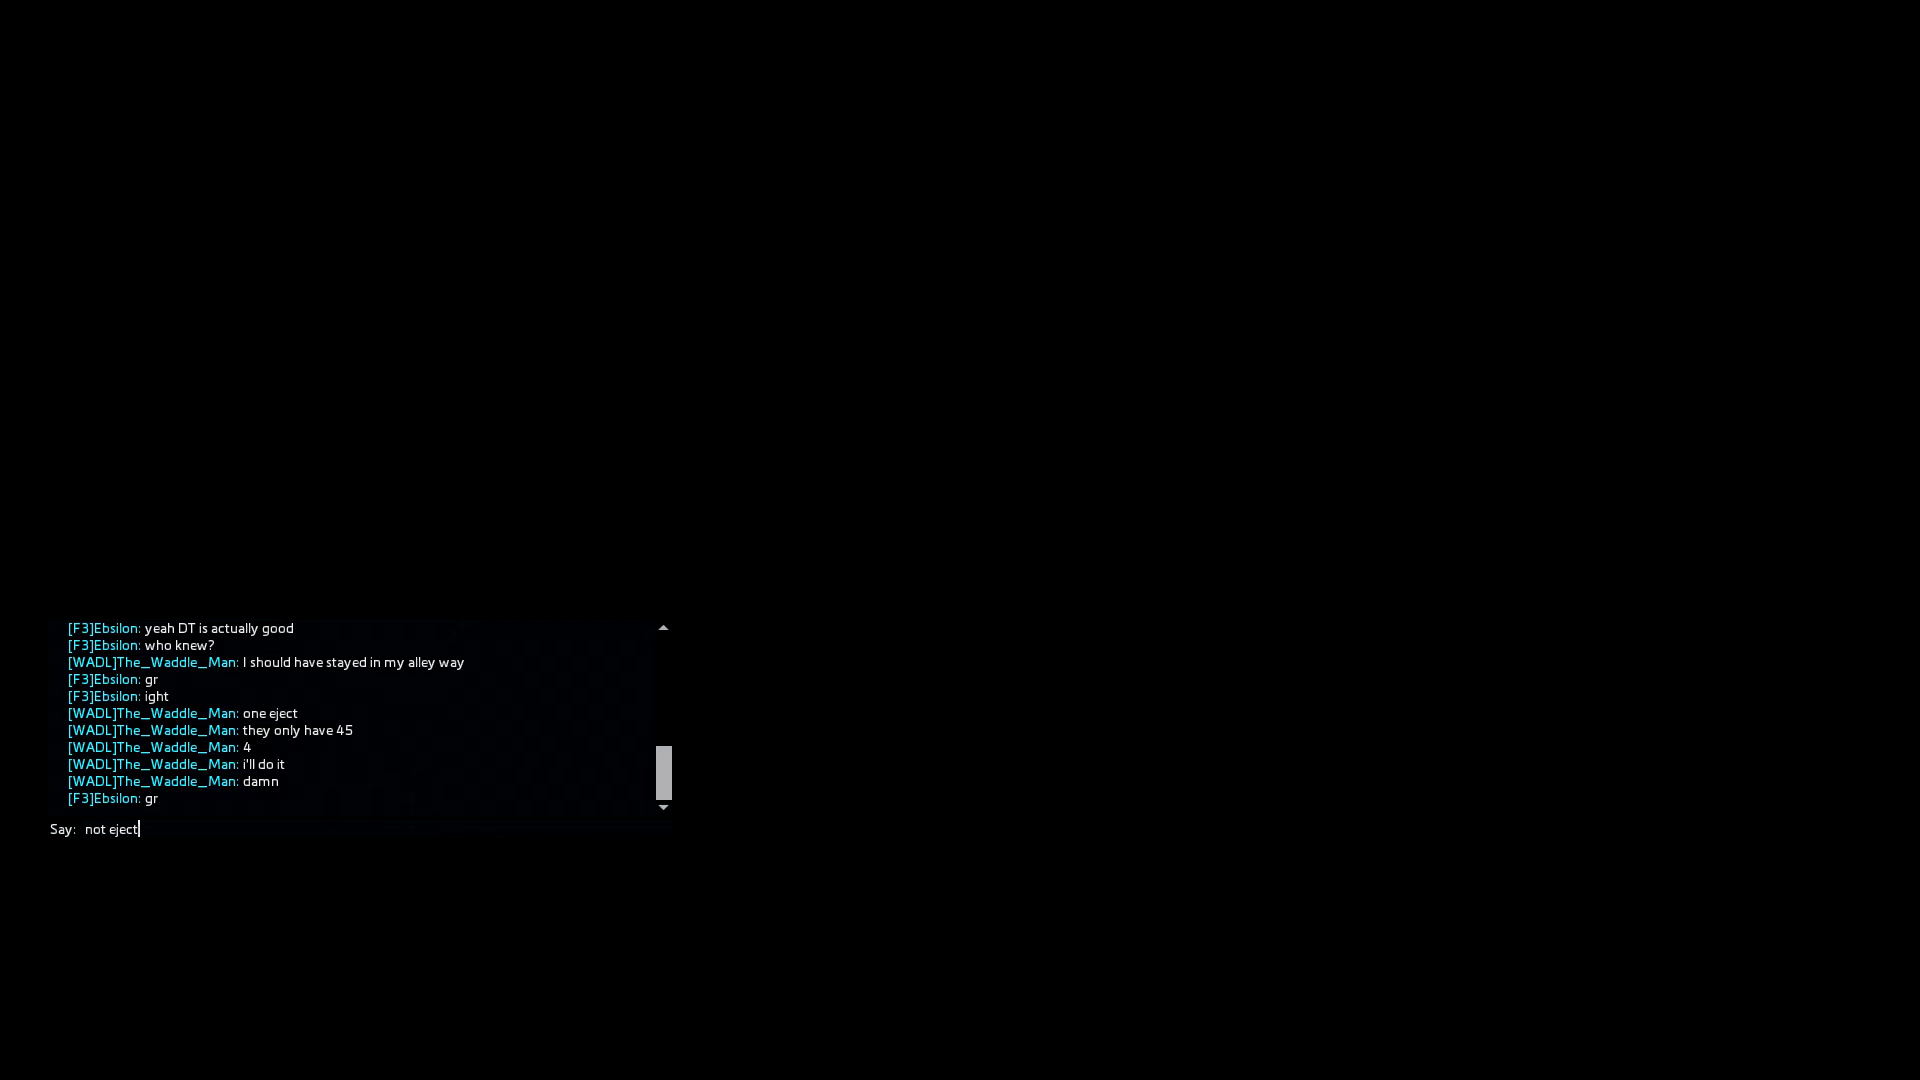 [F3]Ebsilon: yeah DT is actually good
[F3]Ebsilon: who knew?
[WADL]The_Waddle_Man: I should have stayed in my alley way
[F3]Ebsilon: gr
[F3]Ebsilon: ight
[WADL]The_Waddle_Man: one eject
[WADL]The_Waddle_Man: they only have 45
[WADL]The_Waddle_Man: 4
[WADL]The_Waddle_Man: i'll do it
[WADL]The_Waddle_Man: damn
[F3]Ebsilon: gr
Say: not eject